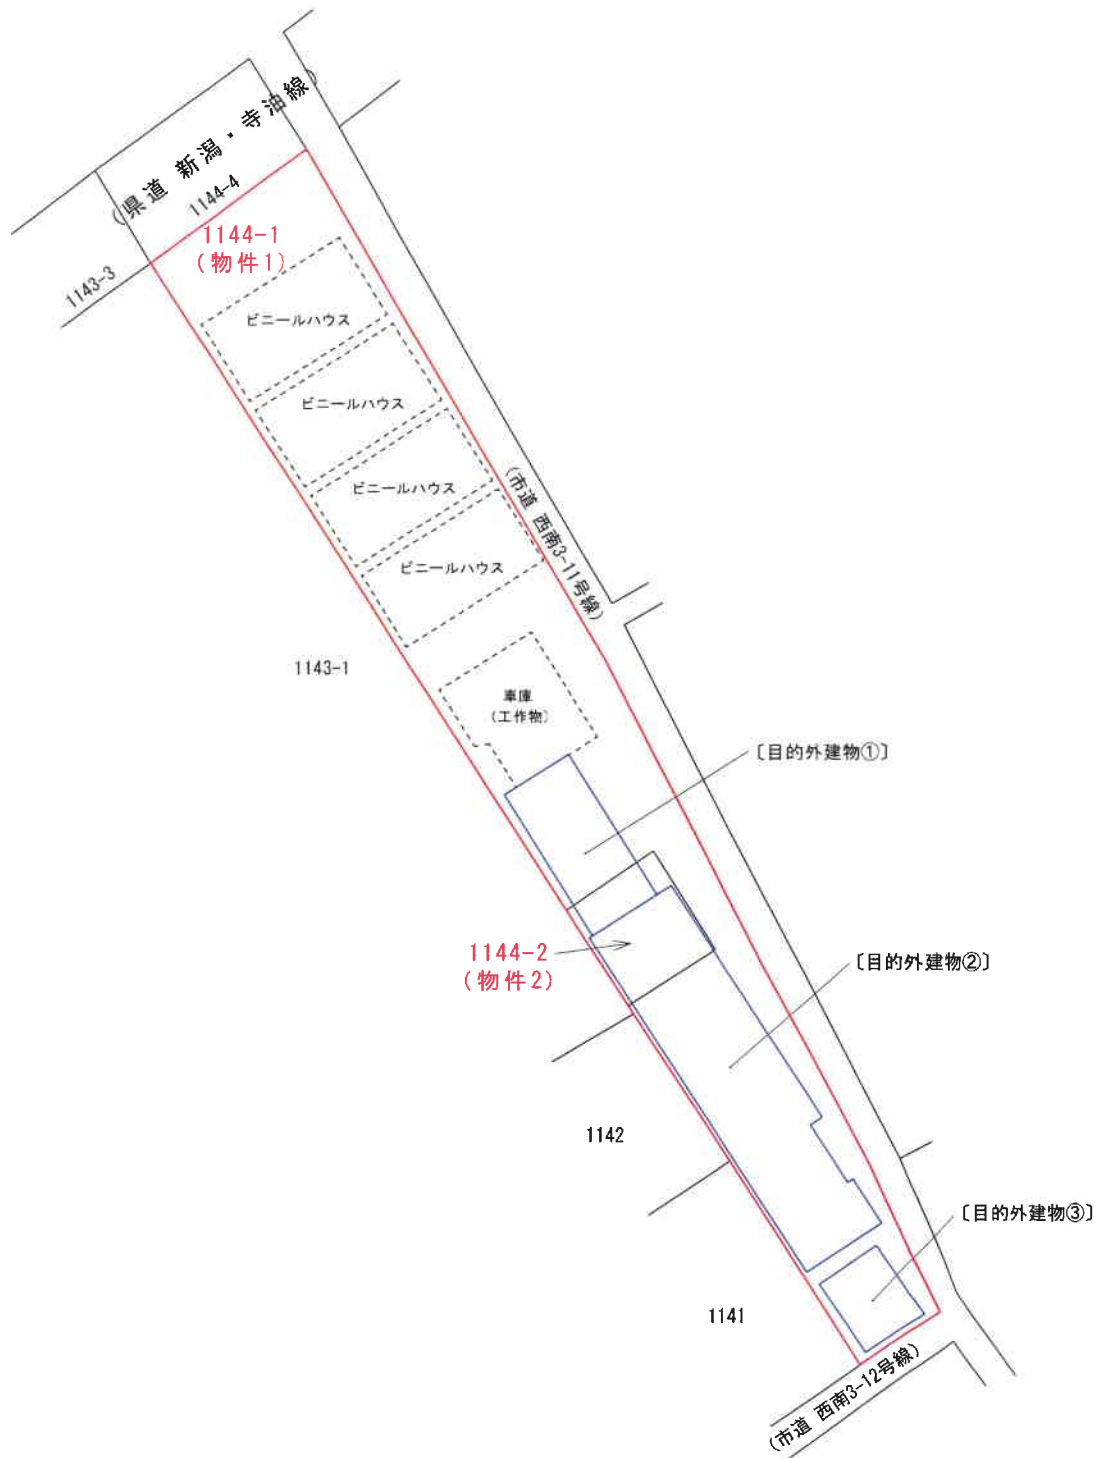 (県道 新潟・寺泊線)
1144-4
1144-1
(物件1)
1143-3
ビニールハウス
ビニールハウス
ビニールハウス
ビニールハウス
(市道 西南3-11号線)
1143-1
車庫
(工作物)
〔目的外建物①〕
1144-2
(物件2)
〔目的外建物②〕
1142
〔目的外建物③〕
1141
(市道 西南3-12号線)